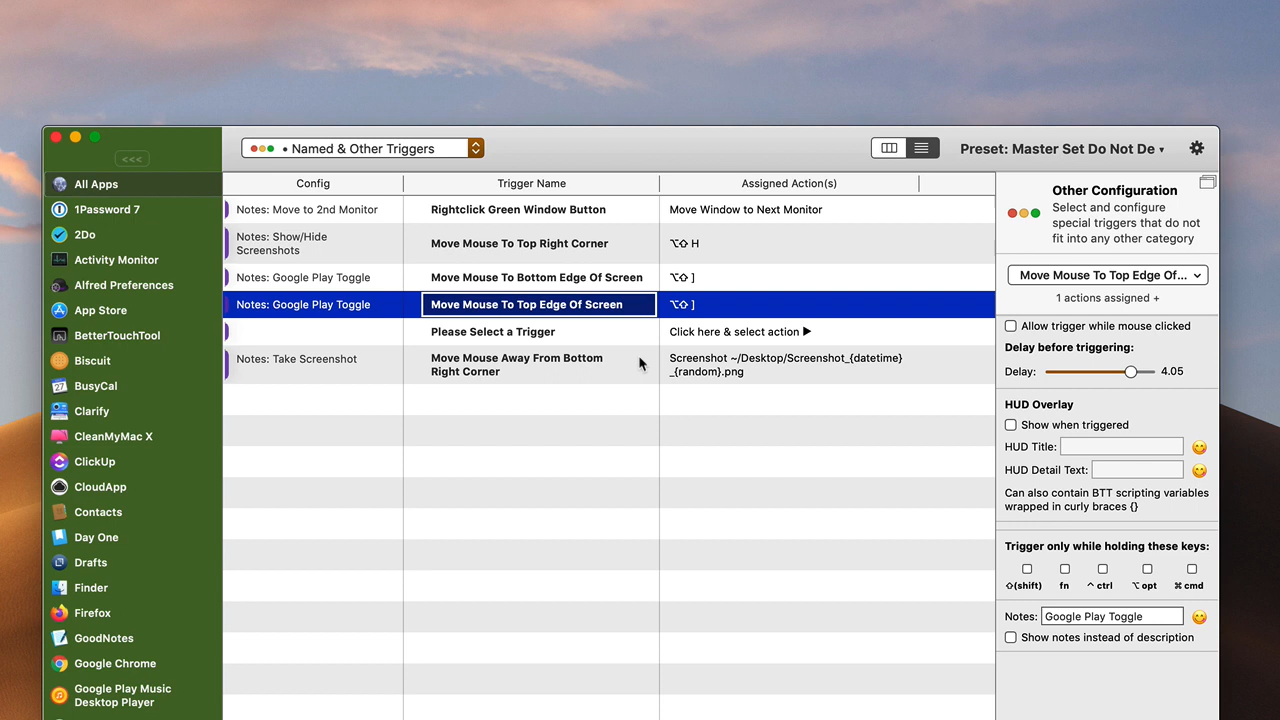 <<<
• Named & Other Triggers
Preset: Master Set Do Not De
All Apps
1Password 7
2Do
Activity Monitor
Alfred Preferences
App Store
BetterTouchTool
Biscuit
BusyCal
Clarify
CleanMyMac X
ClickUp
CloudApp
Contacts
Day One
Drafts
Finder
Firefox
GoodNotes
Google Chrome
Google Play Music
Desktop Player
Config
Trigger Name
Assigned Action(s)
Notes: Move to 2nd Monitor
Rightclick Green Window Button
Move Window to Next Monitor
Notes: Show/Hide
Screenshots
Move Mouse To Top Right Corner
⌥⇧ H
Notes: Google Play Toggle
Move Mouse To Bottom Edge Of Screen
⌥⇧ ]
Notes: Google Play Toggle
Move Mouse To Top Edge Of Screen
⌥⇧ ]
Please Select a Trigger
Click here & select action ▶
Notes: Take Screenshot
Move Mouse Away From Bottom
Right Corner
Screenshot ~/Desktop/Screenshot_{datetime}
_{random}.png
Other Configuration
Select and configure
special triggers that do not
fit into any other category
Move Mouse To Top Edge Of...
1 actions assigned +
Allow trigger while mouse clicked
Delay before triggering:
Delay: 4.05
HUD Overlay
Show when triggered
HUD Title:
HUD Detail Text:
Can also contain BTT scripting variables
wrapped in curly braces {}
Trigger only while holding these keys:
⇧(shift) fn ^ ctrl ⌥ opt ⌘ cmd
Notes: Google Play Toggle
Show notes instead of description
17